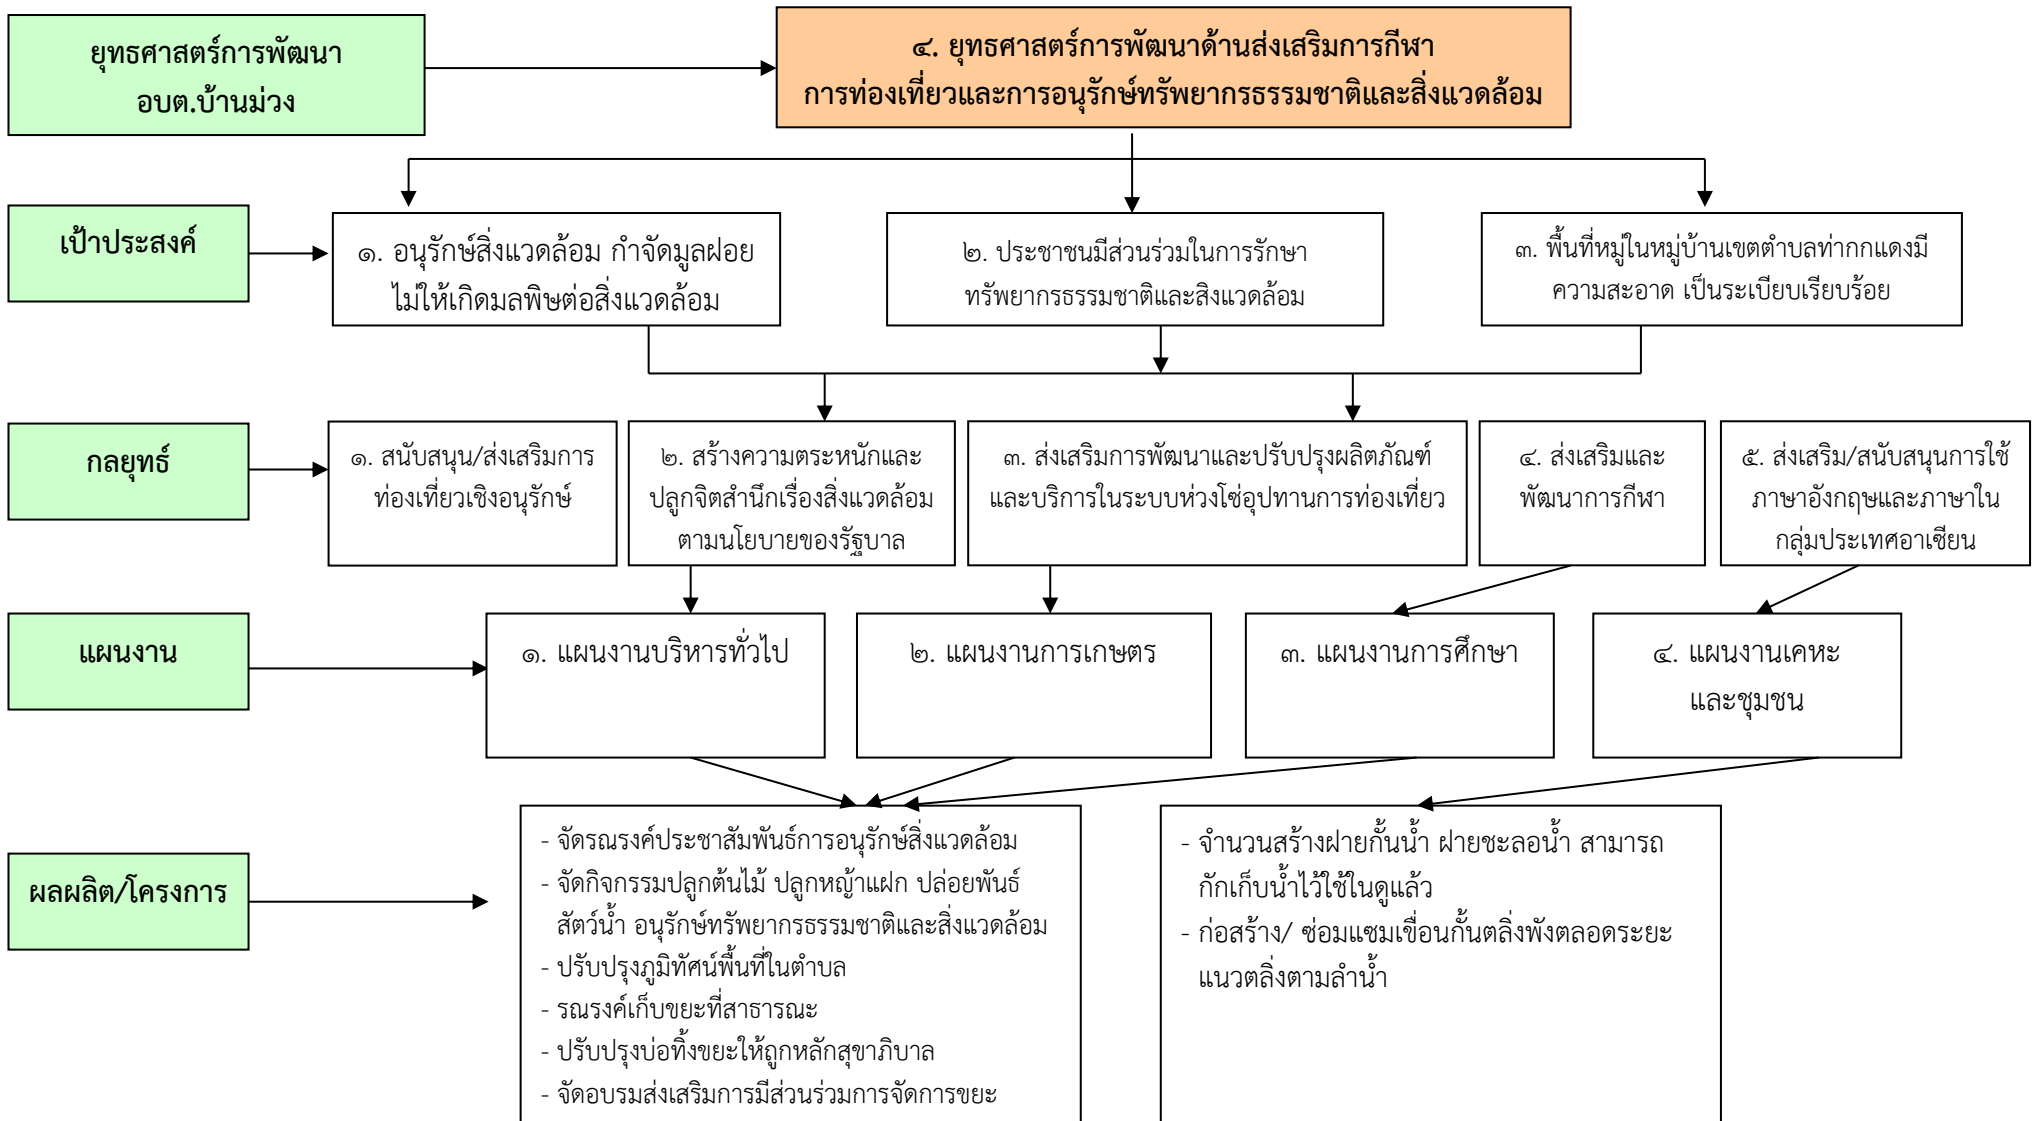 ยุทธศาสตร์การพัฒนา
อบต.บ้านม่วง
๔. ยุทธศาสตร์การพัฒนาด้านส่งเสริมการกีฬา
การท่องเที่ยวและการอนุรักษ์ทรัพยากรธรรมชาติและสิ่งแวดล้อม
เป้าประสงค์
๑. อนุรักษ์สิ่งแวดล้อม กำจัดมูลฝอย
ไม่ให้เกิดมลพิษต่อสิ่งแวดล้อม
๒. ประชาชนมีส่วนร่วมในการรักษา
ทรัพยากรธรรมชาติและสิงแวดล้อม
๓. พื้นที่หมู่ในหมู่บ้านเขตตำบลท่ากกแดงมี
ความสะอาด เป็นระเบียบเรียบร้อย
กลยุทธ์
๑. สนับสนุน/ส่งเสริมการ
ท่องเที่ยวเชิงอนุรักษ์
๒. สร้างความตระหนักและ
ปลูกจิตสำนึกเรื่องสิ่งแวดล้อม
ตามนโยบายของรัฐบาล
๓. ส่งเสริมการพัฒนาและปรับปรุงผลิตภัณฑ์
และบริการในระบบห่วงโซ่อุปทานการท่องเที่ยว
๔. ส่งเสริมและ
พัฒนาการกีฬา
๕. ส่งเสริม/สนับสนุนการใช้
ภาษาอังกฤษและภาษาใน
กลุ่มประเทศอาเซียน
แผนงาน
๑. แผนงานบริหารทั่วไป
๒. แผนงานการเกษตร
๓. แผนงานการศึกษา
๔. แผนงานเคหะ
และชุมชน
ผลผลิต/โครงการ
- จัดรณรงค์ประชาสัมพันธ์การอนุรักษ์สิ่งแวดล้อม
- จัดกิจกรรมปลูกต้นไม้ ปลูกหญ้าแฝก ปล่อยพันธ์
สัตว์น้ำ อนุรักษ์ทรัพยากรธรรมชาติและสิ่งแวดล้อม
- ปรับปรุงภูมิทัศน์พื้นที่ในตำบล
- รณรงค์เก็บขยะที่สาธารณะ
- ปรับปรุงบ่อทิ้งขยะให้ถูกหลักสุขาภิบาล
- จัดอบรมส่งเสริมการมีส่วนร่วมการจัดการขยะ
- จำนวนสร้างฝายกั้นน้ำ ฝายชะลอน้ำ สามารถ
กักเก็บน้ำไว้ใช้ในดูแล้ว
- ก่อสร้าง/ ซ่อมแซมเขื่อนกั้นตลิ่งพังตลอดระยะ
แนวตลิ่งตามลำน้ำ